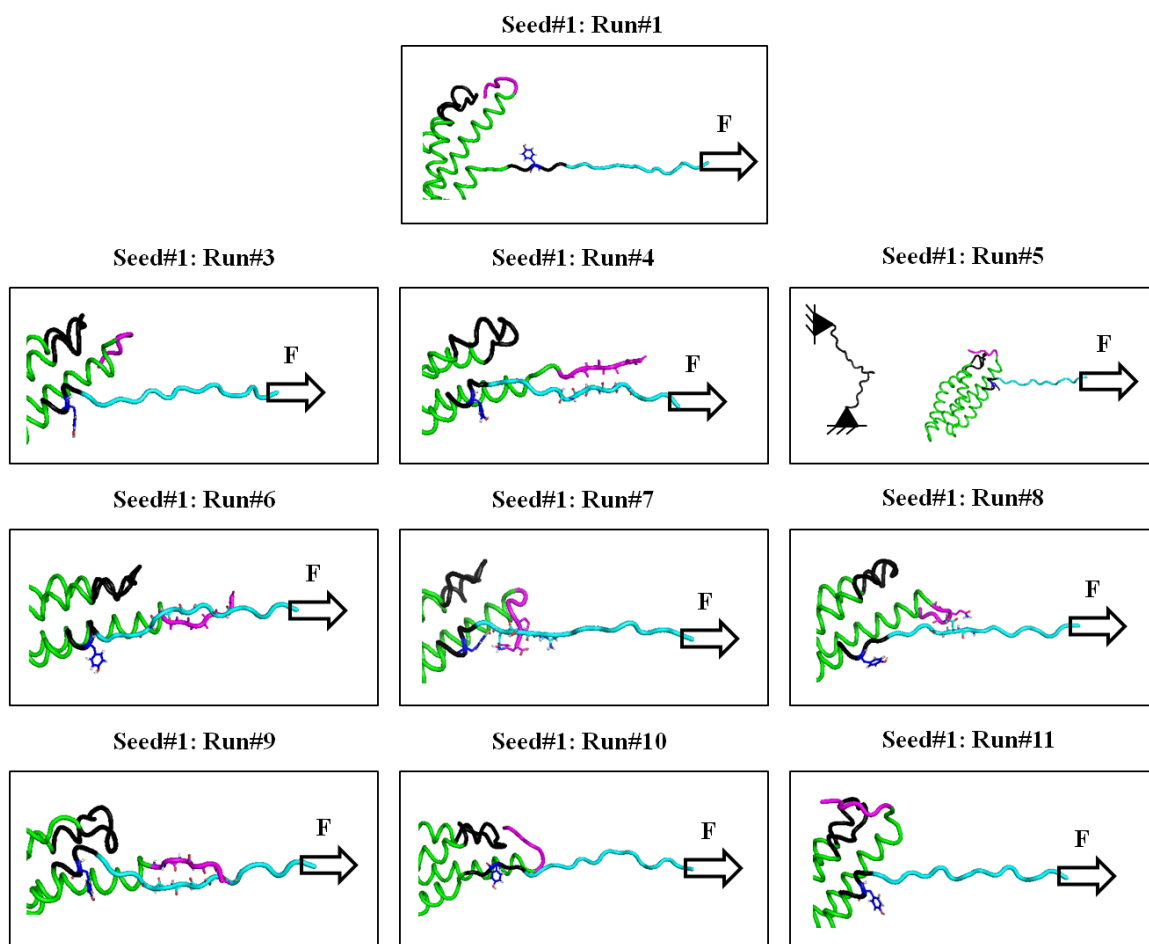 Seed#1: Run#1
F
Seed#1: Run#3
Seed#1: Run#4
Seed#1: Run#5
F
F
F
Seed#1: Run#6
Seed#1: Run#7
Seed#1: Run#8
F
F
F
Seed#1: Run#9
Seed#1: Run#10
Seed#1: Run#11
F
F
F